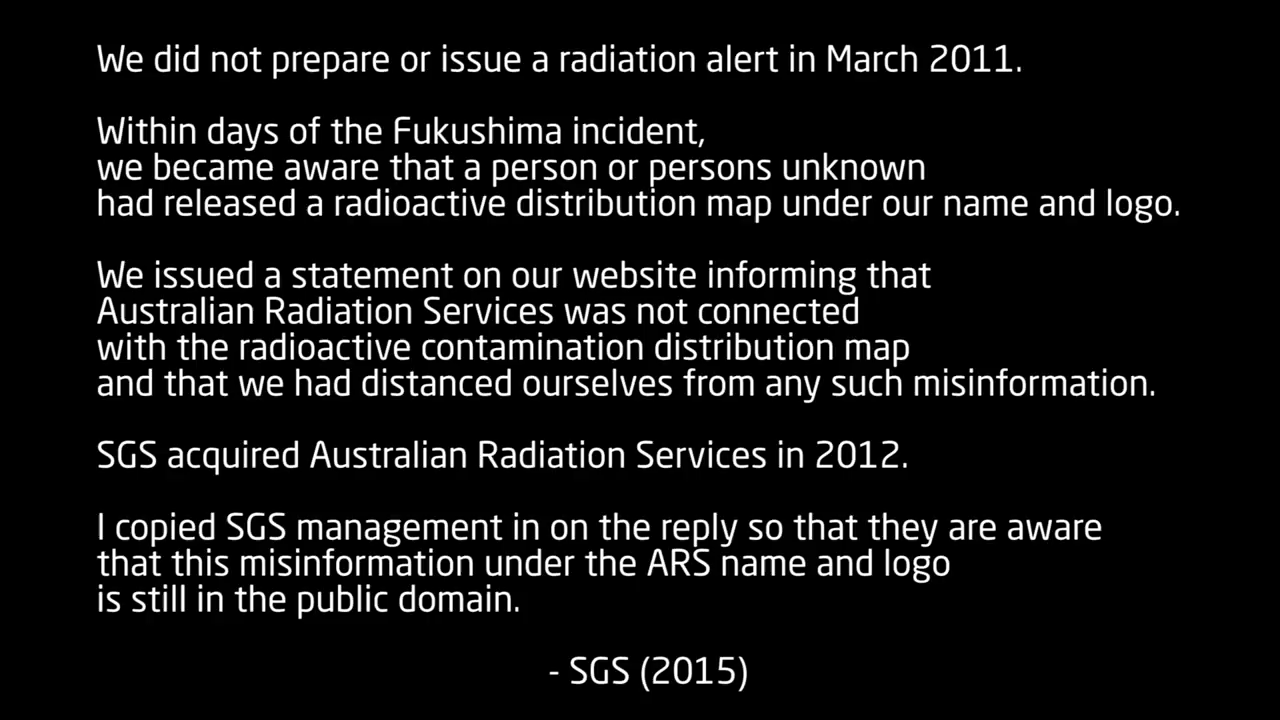 We did not prepare or issue a radiation alert in March 2011.
Within days of the Fukushima incident,
we became aware that a person or persons unknown
had released a radioactive distribution map under our name and logo.
We issued a statement on our website informing that
Australian Radiation Services was not connected
with the radioactive contamination distribution map
and that we had distanced ourselves from any such misinformation.
SGS acquired Australian Radiation Services in 2012.
I copied SGS management in on the reply so that they are aware
that this misinformation under the ARS name and logo
is still in the public domain.
- SGS (2015)